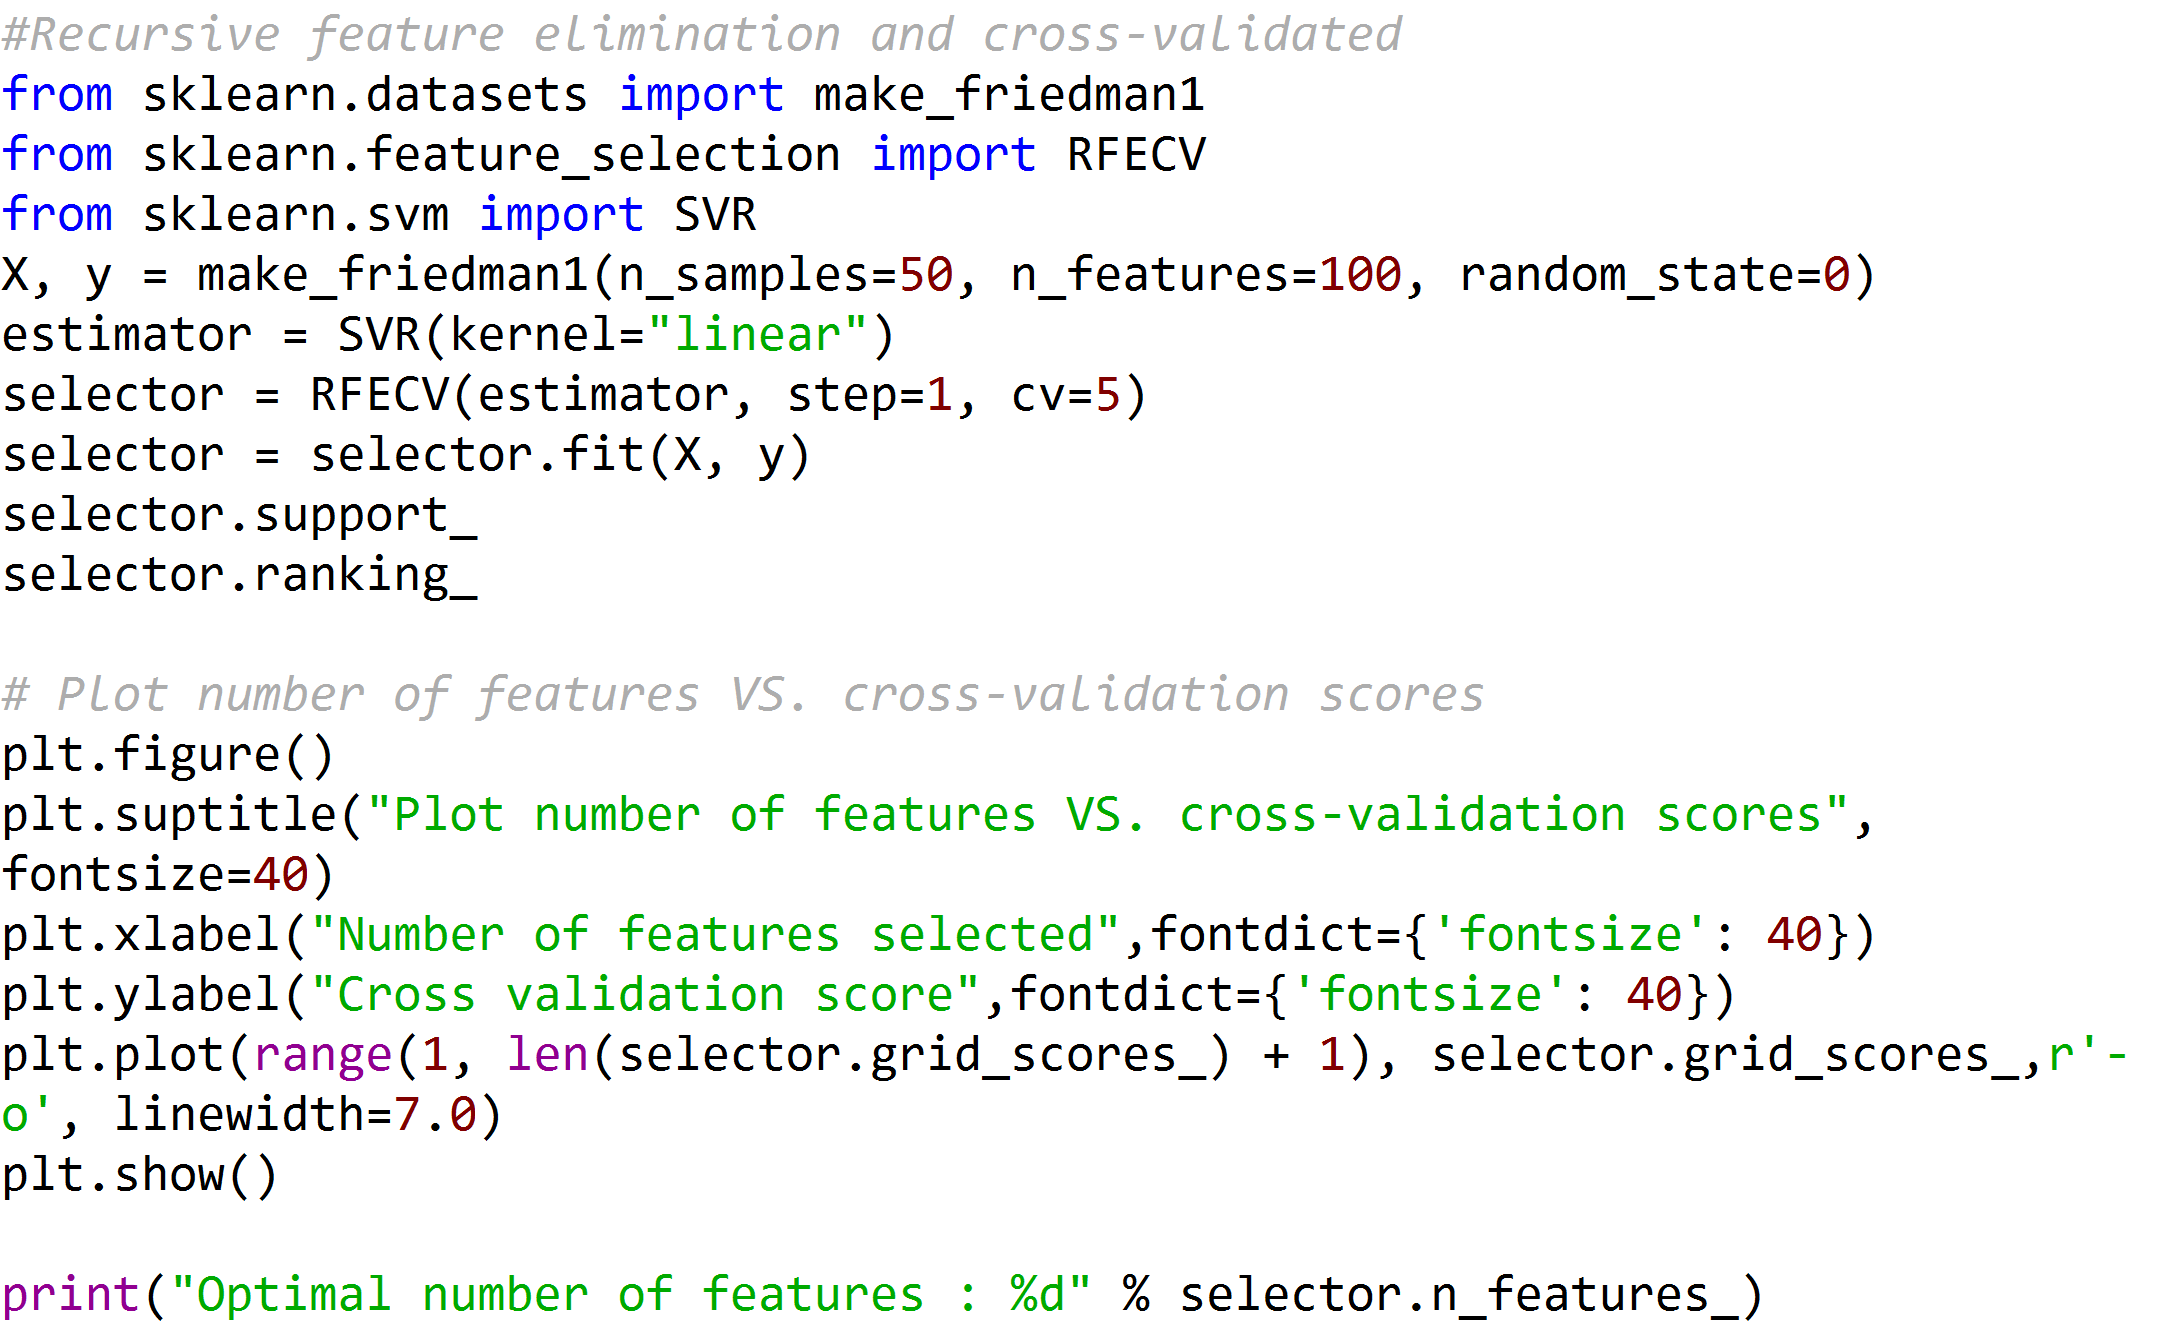 #Recursive feature elimination and cross-validated
from sklearn.datasets import make_friedman1
from sklearn.feature_selection import RFECV
from sklearn.svm import SVR
X, y = make_friedman1(n_samples=50, n_features=100, random_state=0)
estimator = SVR(kernel="linear")
selector = RFECV(estimator, step=1, cv=5)
selector = selector.fit(X, y)
selector.support_
selector.ranking_
# Plot number of features VS. cross-validation scores
plt.figure()
plt.suptitle("Plot number of features VS. cross-validation scores",
fontsize=40)
plt.xlabel("Number of features selected",fontdict={'fontsize': 40})
plt.ylabel("Cross validation score",fontdict={'fontsize': 40})
plt.plot(range(1, len(selector.grid_scores_) + 1), selector.grid_scores_,r'-
o', linewidth=7.0)
plt.show()
print("Optimal number of features : %d" % selector.n_features_)